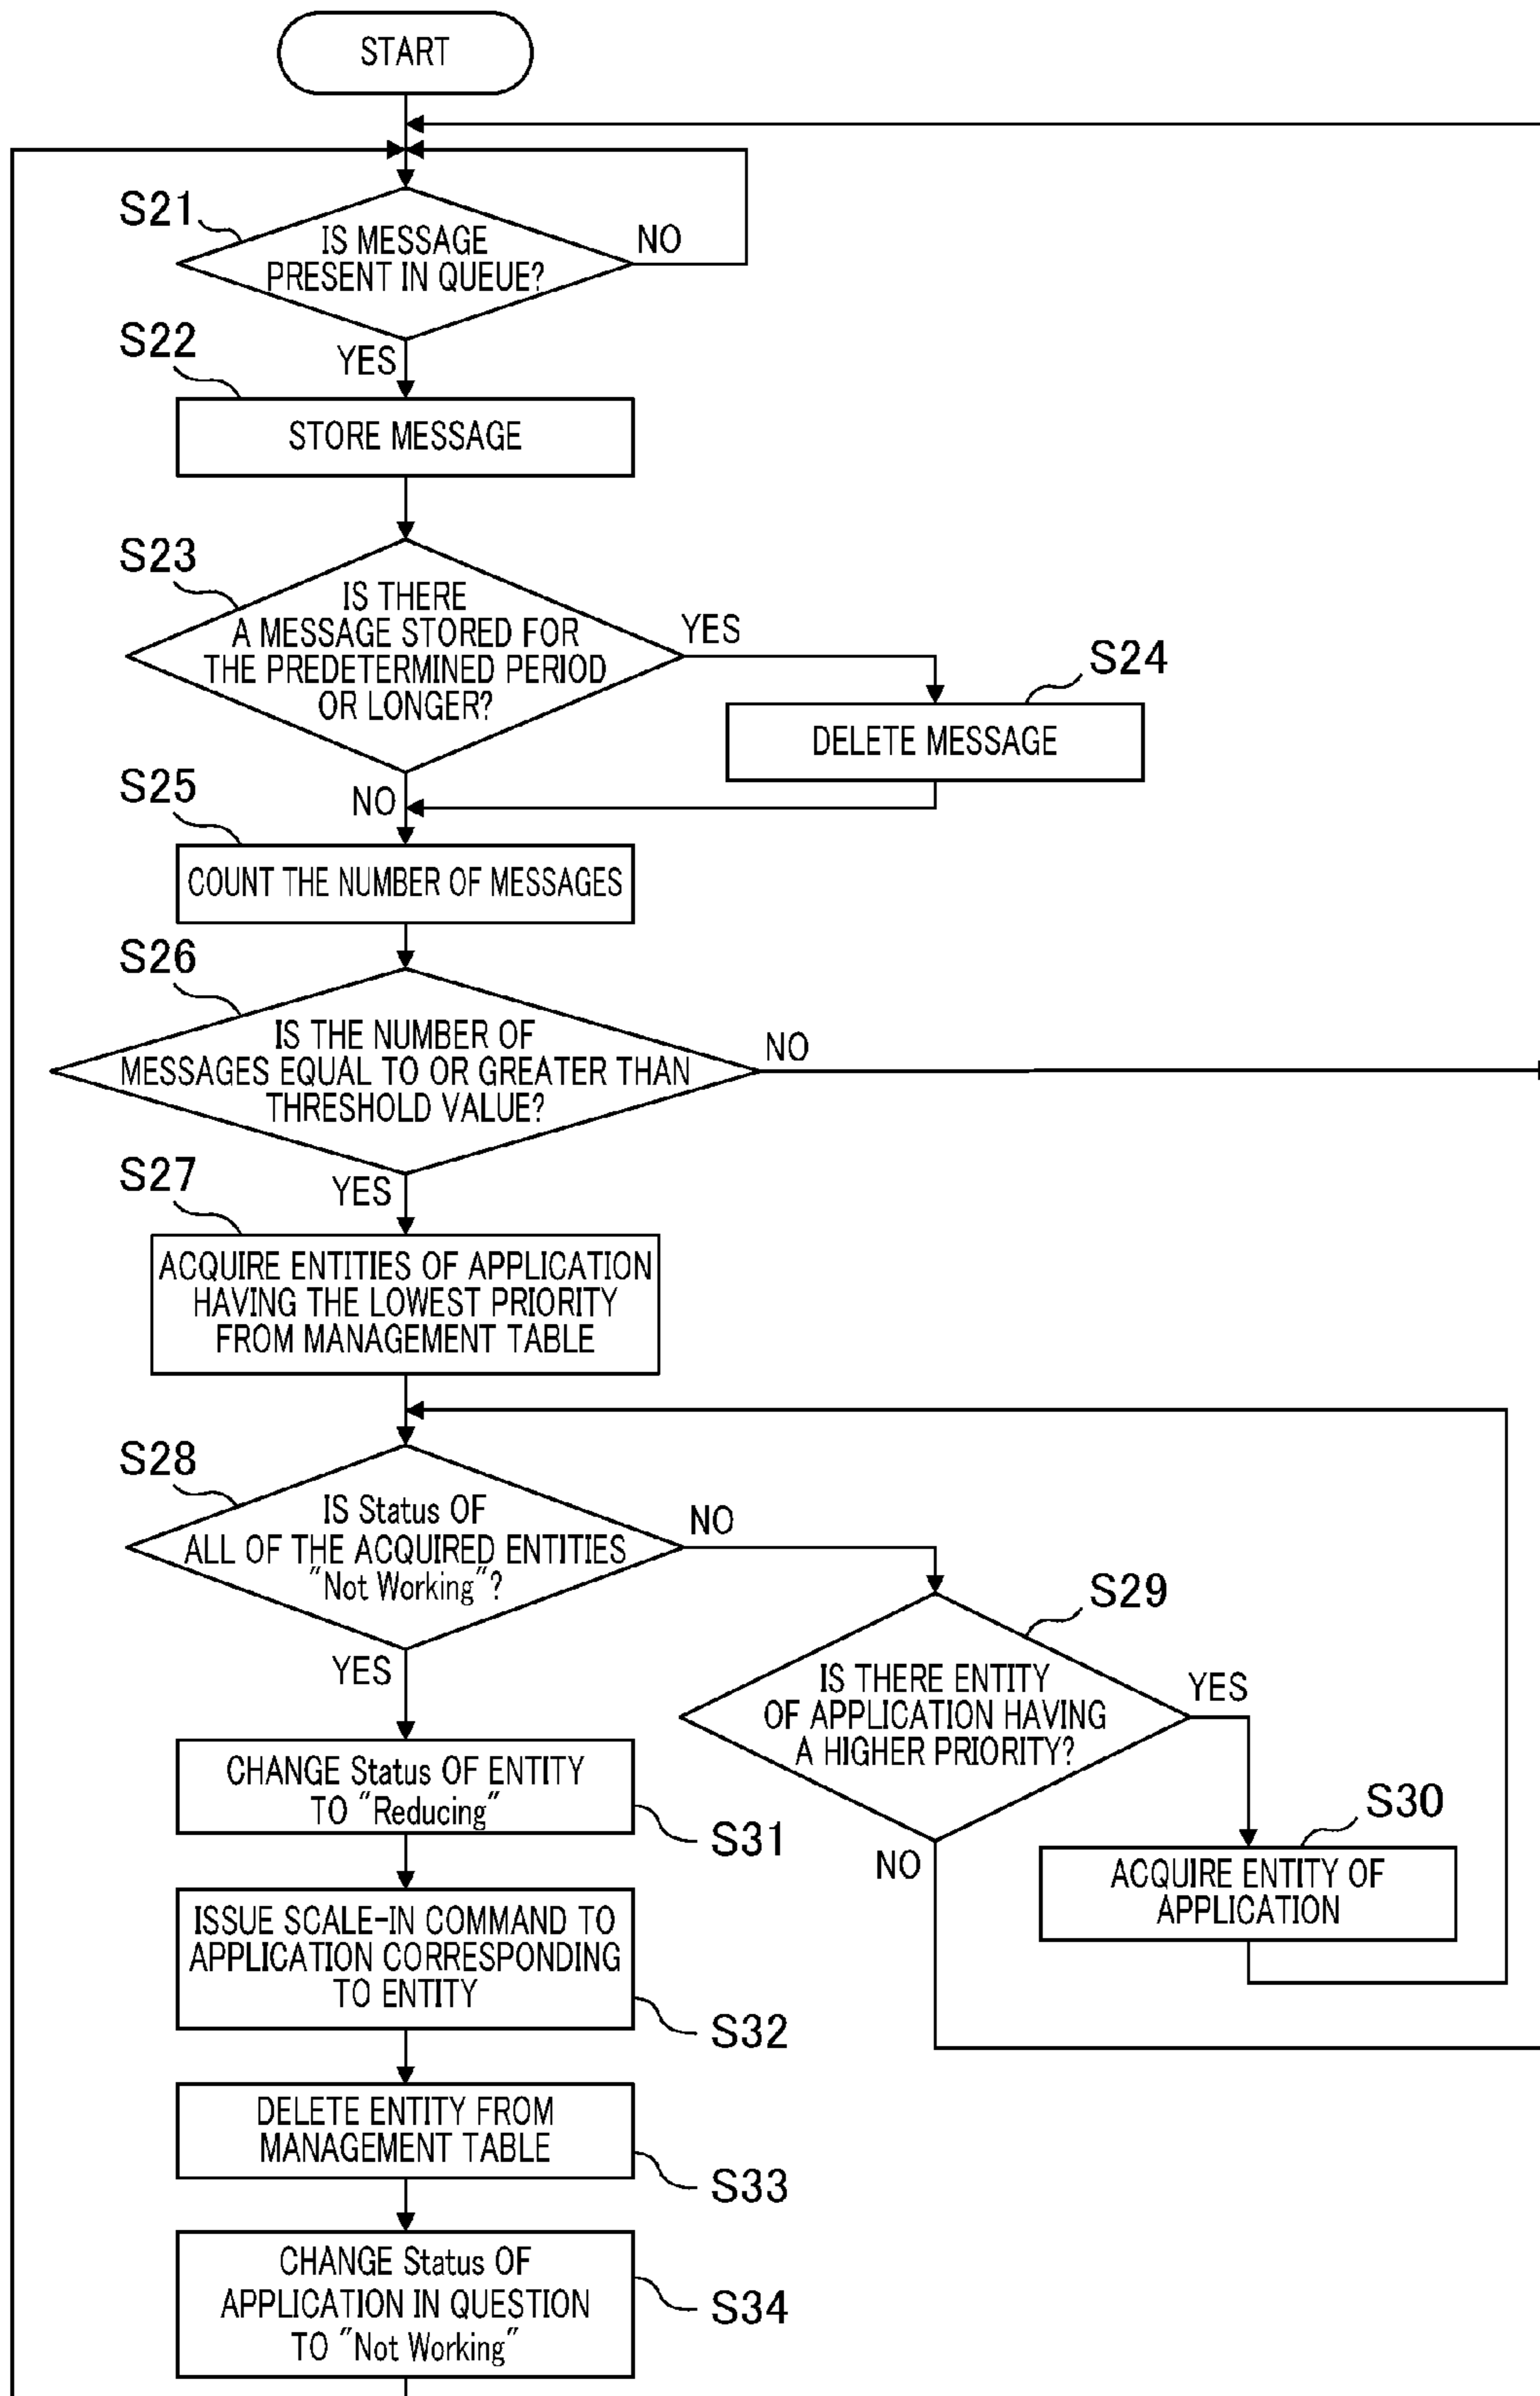 START
S21
IS MESSAGE
PRESENT IN QUEUE?
NO
YES
S22
STORE MESSAGE
S23
IS THERE
A MESSAGE STORED FOR
THE PREDETERMINED PERIOD
OR LONGER?
YES
S24
DELETE MESSAGE
NO
S25
COUNT THE NUMBER OF MESSAGES
S26
IS THE NUMBER OF
MESSAGES EQUAL TO OR GREATER THAN
THRESHOLD VALUE?
NO
YES
S27
ACQUIRE ENTITIES OF APPLICATION
HAVING THE LOWEST PRIORITY
FROM MANAGEMENT TABLE
S28
IS Status OF
ALL OF THE ACQUIRED ENTITIES
"Not Working"?
NO
YES
S29
IS THERE ENTITY
OF APPLICATION HAVING
A HIGHER PRIORITY?
YES
NO
S30
ACQUIRE ENTITY OF
APPLICATION
CHANGE Status OF ENTITY
TO "Reducing"
S31
ISSUE SCALE-IN COMMAND TO
APPLICATION CORRESPONDING
TO ENTITY
S32
DELETE ENTITY FROM
MANAGEMENT TABLE
S33
CHANGE Status OF
APPLICATION IN QUESTION
TO "Not Working"
S34